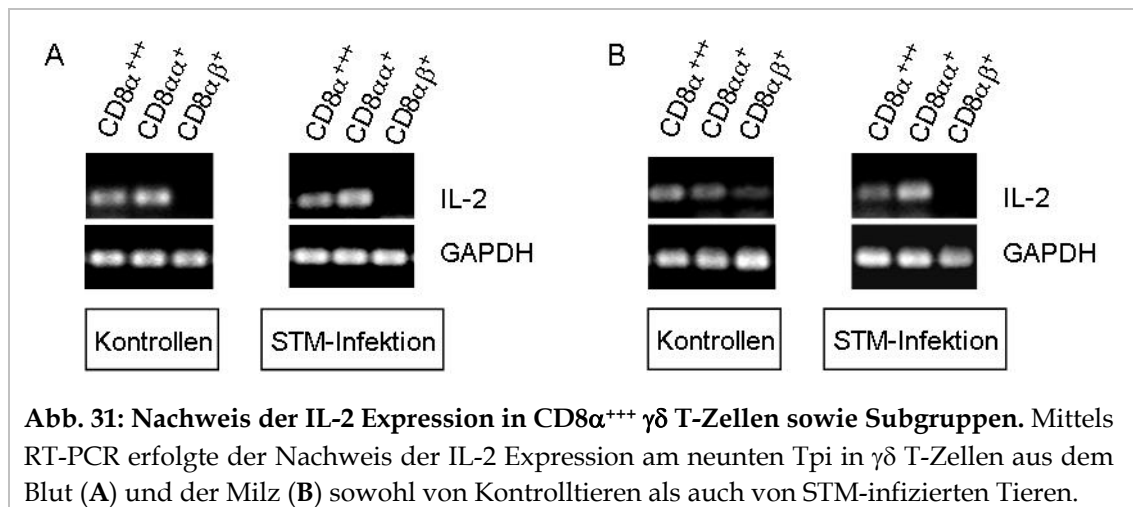 A
B
CD8α⁺⁺⁺ CD8αα⁺ CD8αβ⁺
CD8α⁺⁺⁺ CD8αα⁺ CD8αβ⁺
CD8α⁺⁺⁺ CD8αα⁺ CD8αβ⁺
CD8α⁺⁺⁺ CD8αα⁺ CD8αβ⁺
IL-2
IL-2
GAPDH
GAPDH
Kontrollen
STM-Infektion
Kontrollen
STM-Infektion
Abb. 31: Nachweis der IL-2 Expression in CD8α⁺⁺⁺ γδ T-Zellen sowie Subgruppen. Mittels
RT-PCR erfolgte der Nachweis der IL-2 Expression am neunten Tpi in γδ T-Zellen aus dem
Blut (A) und der Milz (B) sowohl von Kontrolltieren als auch von STM-infizierten Tieren.